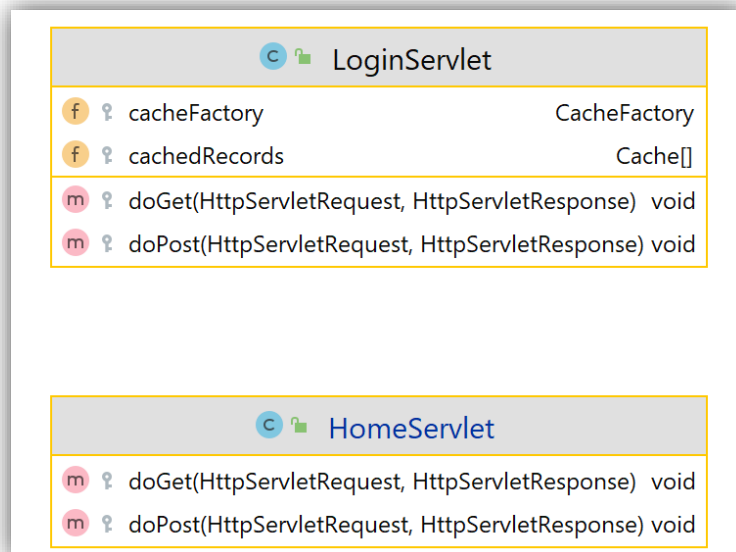 C LoginServlet
f cacheFactory CacheFactory
f cachedRecords Cache[]
m doGet(HttpServletRequest, HttpServletResponse) void
m doPost(HttpServletRequest, HttpServletResponse) void
C HomeServlet
m doGet(HttpServletRequest, HttpServletResponse) void
m doPost(HttpServletRequest, HttpServletResponse) void